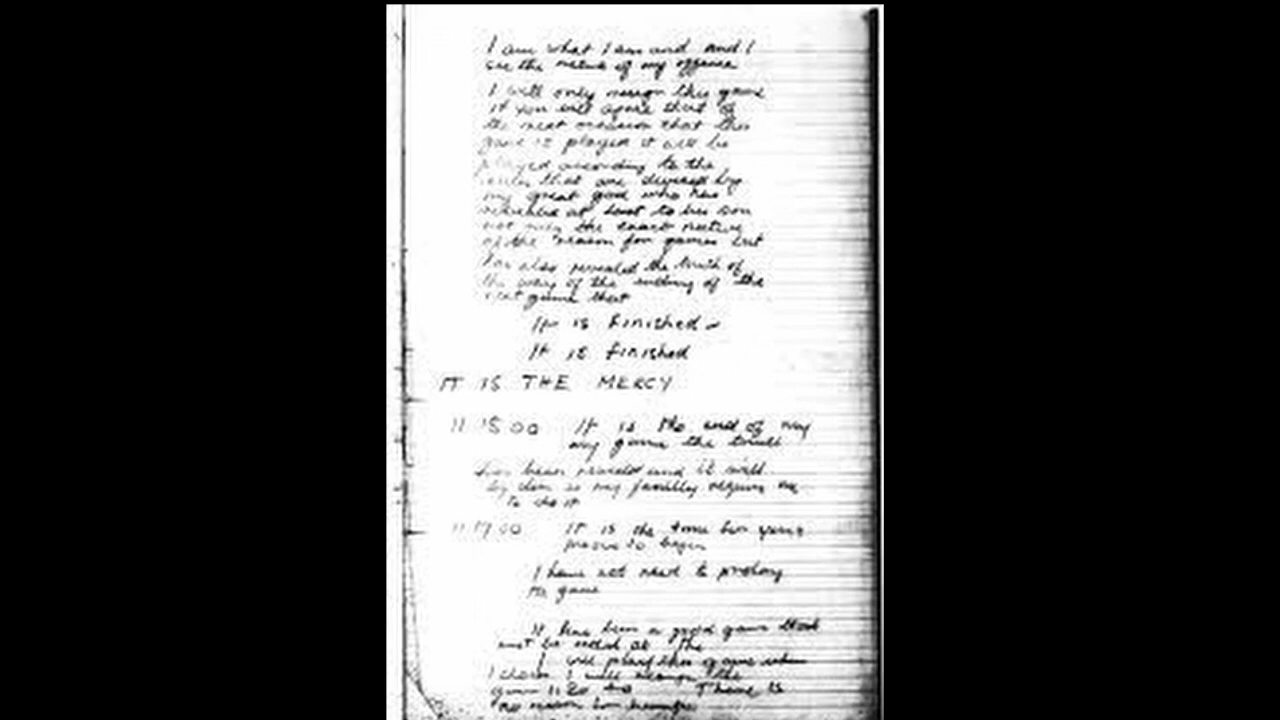 I am what I am and and I
see the nature of my offence
I will only resign this game
if you will agree that of
the next occasion that this
game is played it will be
played according to the
rules that are devised by
my great god who has
revealed at last to his son
not only the exact nature
of the reason for games but
has also revealed the truth of
the way of the ending of the
next game that
It is finished
It is finished
IT IS THE MERCY
11 15 00 It is the end of my
my game the truth
has been revealed and it will
be done as my family require me
to do it
11 17 00 It is the time for your
move to begin
I have not need to prolong
the game
It has been a good game that
must be ended at the
I will play this game when
I chose I will resign the
game 11 20 40 There is
no reason for harmful